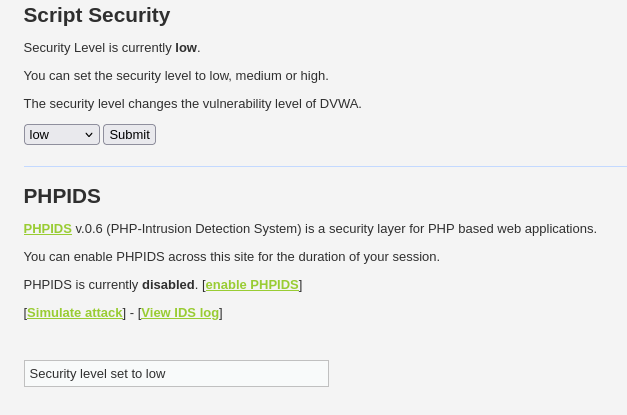 Script Security
Security Level is currently low.
You can set the security level to low, medium or high.
The security level changes the vulnerability level of DVWA.
low Submit
PHPIDS
PHPIDS v.0.6 (PHP-Intrusion Detection System) is a security layer for PHP based web applications.
You can enable PHPIDS across this site for the duration of your session.
PHPIDS is currently disabled. [enable PHPIDS]
[Simulate attack] - [View IDS log]
Security level set to low